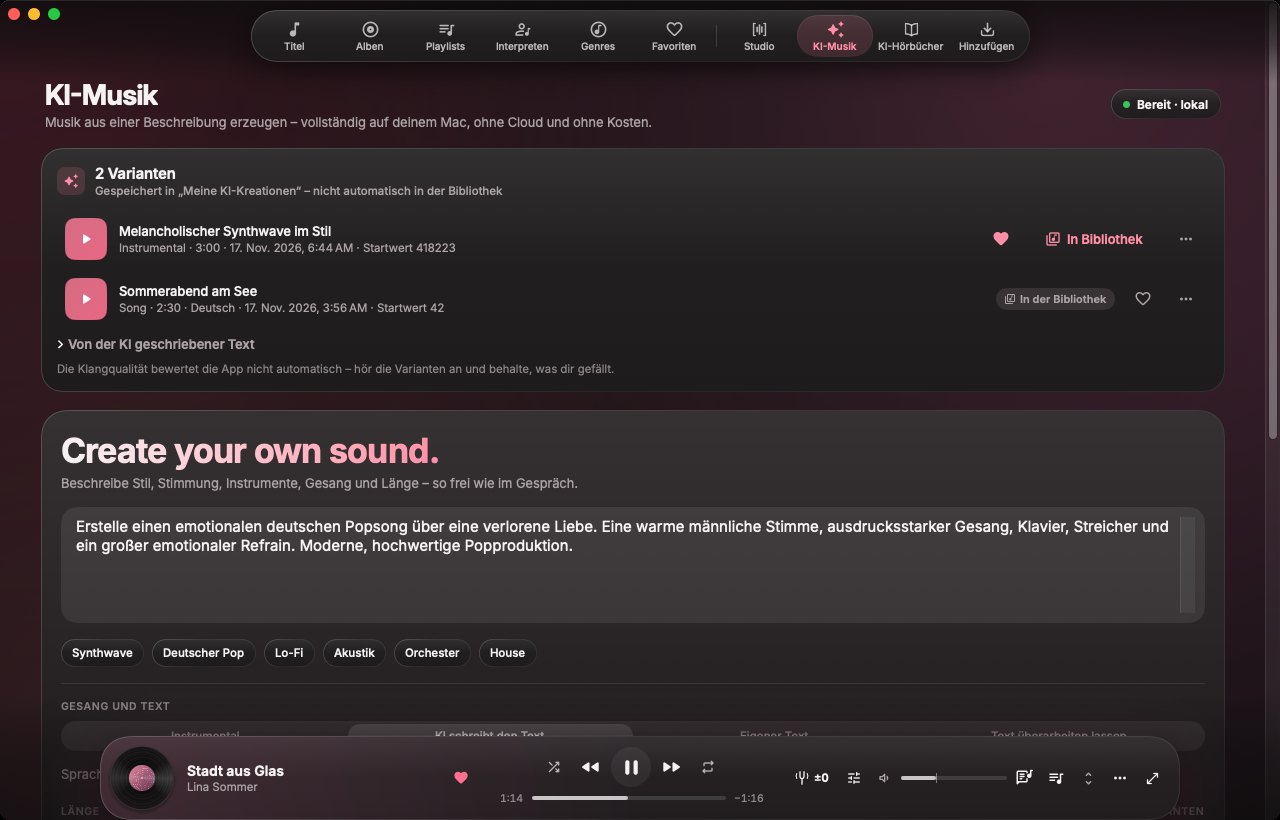 Titel
Alben
Playlists
Interpreten
Genres
Favoriten
Studio
KI-Musik
KI-Hörbücher
Hinzufügen
KI-Musik
Musik aus einer Beschreibung erzeugen – vollständig auf deinem Mac, ohne Cloud und ohne Kosten.
Bereit · lokal
2 Varianten
Gespeichert in „Meine KI-Kreationen“ – nicht automatisch in der Bibliothek
Melancholischer Synthwave im Stil
Instrumental · 3:00 · 17. Nov. 2026, 6:44 AM · Startwert 418223
In Bibliothek
Sommerabend am See
Song · 2:30 · Deutsch · 17. Nov. 2026, 3:56 AM · Startwert 42
In der Bibliothek
Von der KI geschriebener Text
Die Klangqualität bewertet die App nicht automatisch – hör die Varianten an und behalte, was dir gefällt.
Create your own sound.
Beschreibe Stil, Stimmung, Instrumente, Gesang und Länge – so frei wie im Gespräch.
Erstelle einen emotionalen deutschen Popsong über eine verlorene Liebe. Eine warme männliche Stimme, ausdrucksstarker Gesang, Klavier, Streicher und
ein großer emotionaler Refrain. Moderne, hochwertige Popproduktion.
Synthwave
Deutscher Pop
Lo-Fi
Akustik
Orchester
House
GESANG UND TEXT
Instrumental
KI schreibt den Text
Eigener Text
Text überarbeiten lassen
Stadt aus Glas
Lina Sommer
1:14
−1:16
±0
LÄNGE